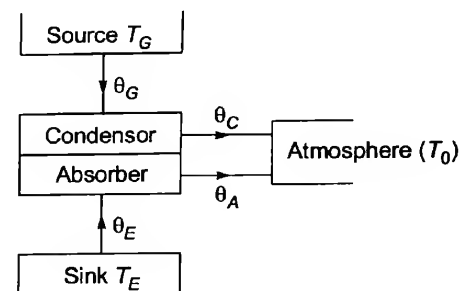 Source T_G
θ_G
Condensor
θ_C
Absorber
Atmosphere (T_0)
θ_A
θ_E
Sink T_E